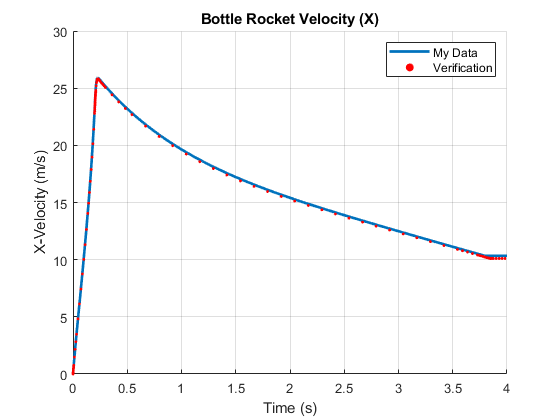 Bottle Rocket Velocity (X)
30
25
20
15
10
5
0
X-Velocity (m/s)
My Data
Verification
0 0.5 1 1.5 2 2.5 3 3.5 4
Time (s)